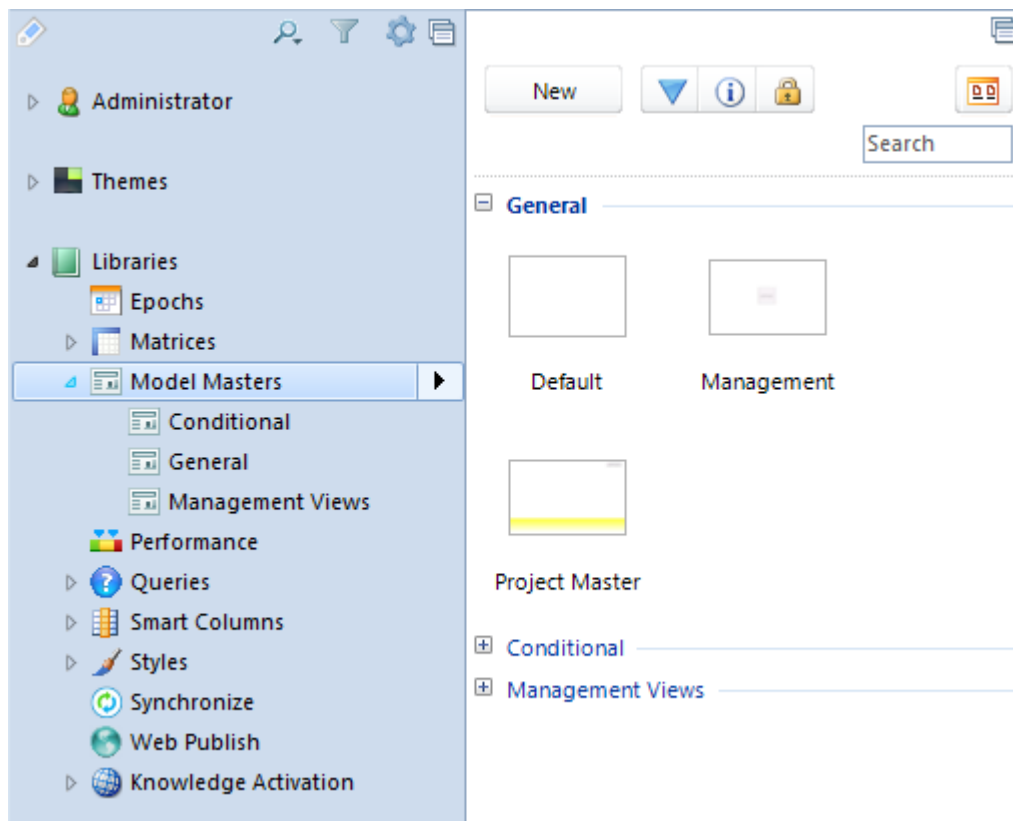 Administrator
Themes
Libraries
Epochs
Matrices
Model Masters
Conditional
General
Management Views
Performance
Queries
Smart Columns
Styles
Synchronize
Web Publish
Knowledge Activation
New
Search
General
Default
Management
Project Master
Conditional
Management Views